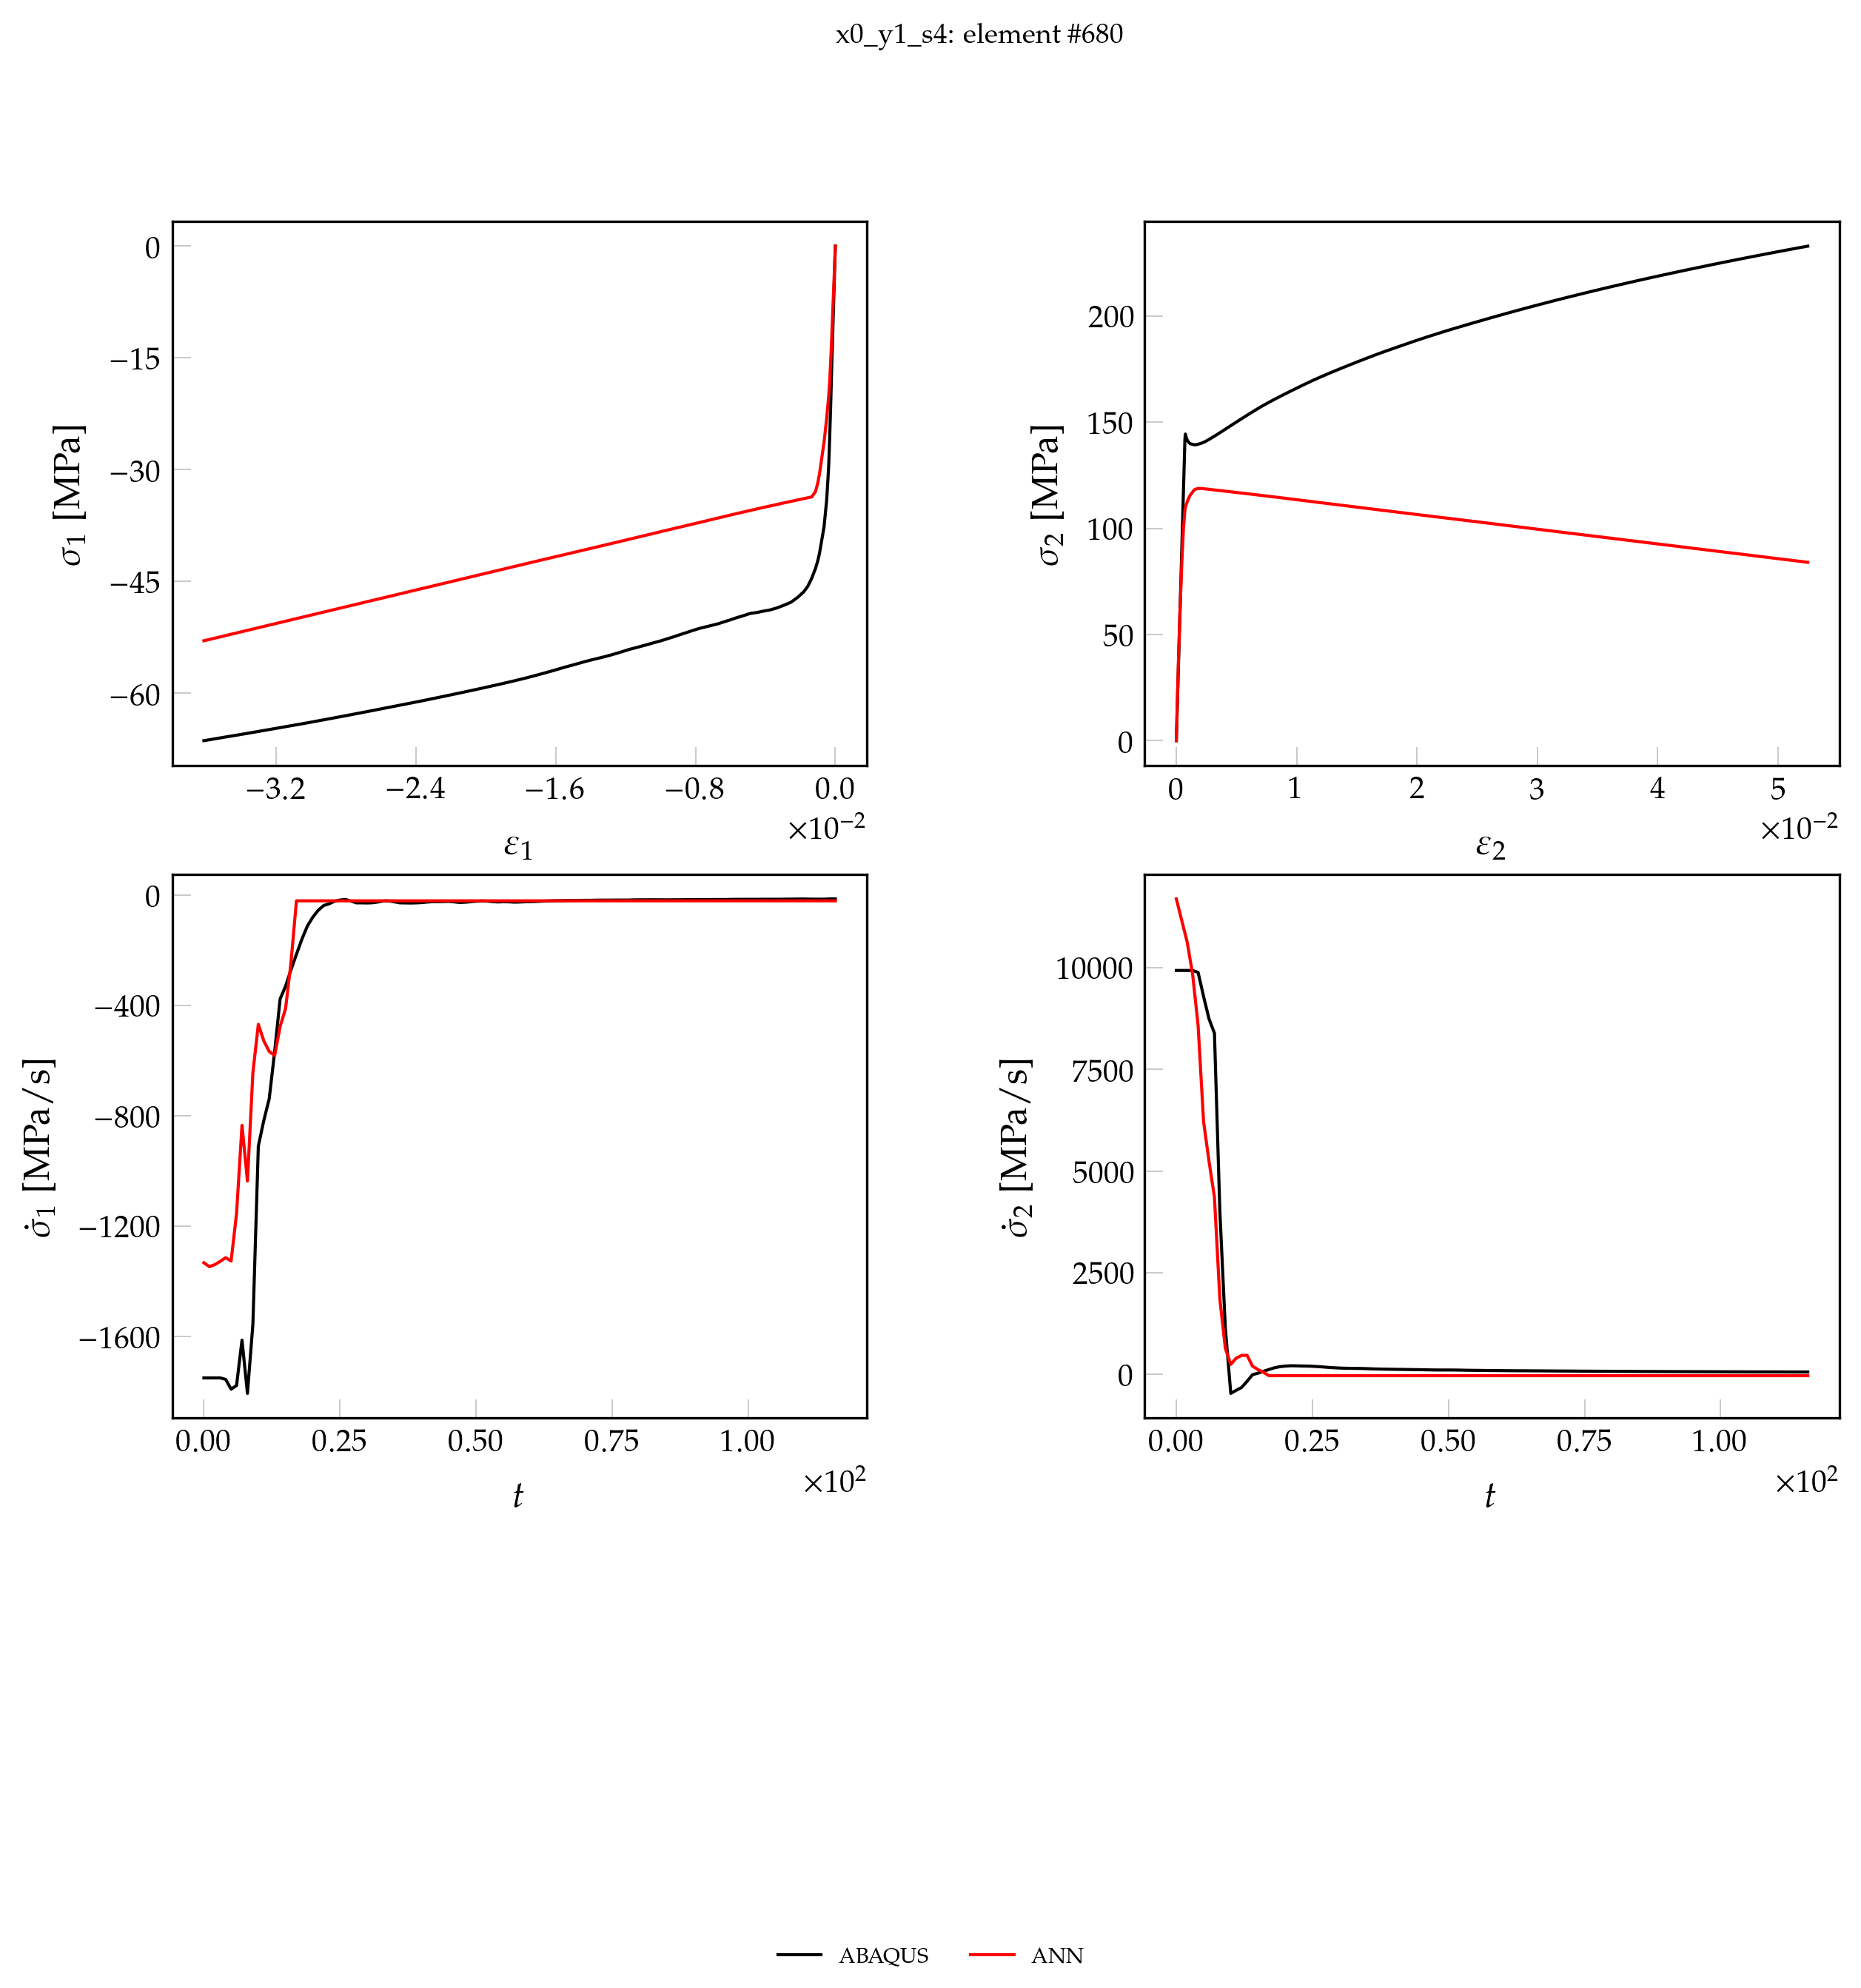 x0_y1_s4: element #680
σ₁ [MPa]
0
−15
−30
−45
−60
−3.2 −2.4 −1.6 −0.8 0.0
×10⁻²
ε₁
σ₂ [MPa]
200
150
100
50
0
0 1 2 3 4 5
×10⁻²
ε₂
σ̇₁ [MPa/s]
0
−400
−800
−1200
−1600
0.00 0.25 0.50 0.75 1.00
×10²
t
σ̇₂ [MPa/s]
10000
7500
5000
2500
0
0.00 0.25 0.50 0.75 1.00
×10²
t
ABAQUS ANN